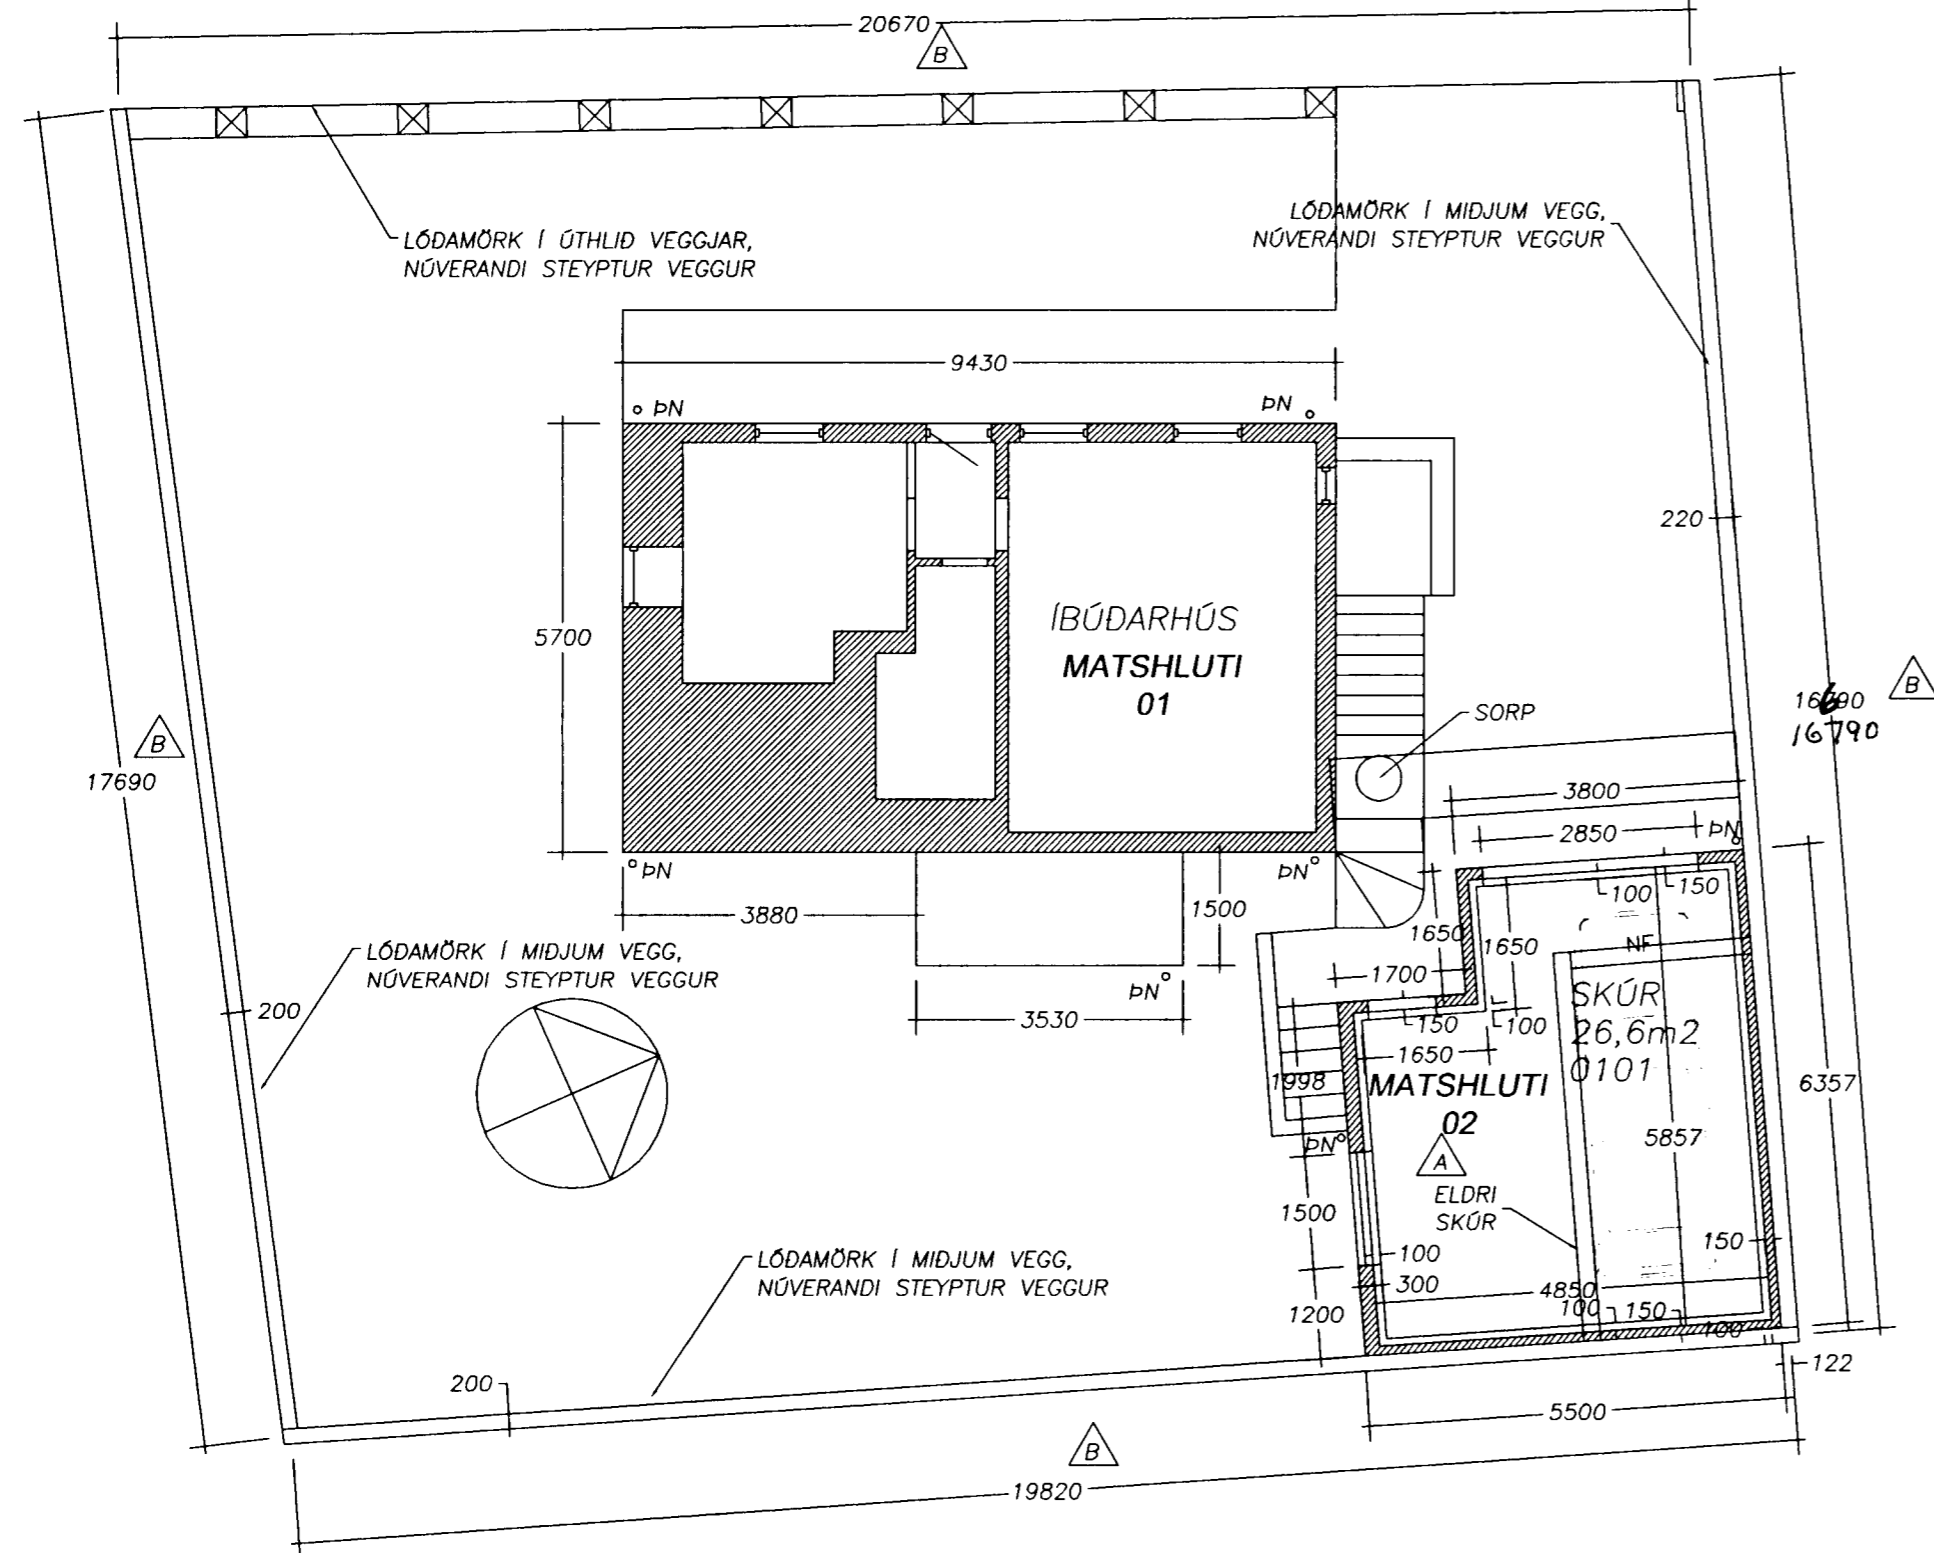 20670
B
LÓÐAMÖRK Í ÚTHLIÐ VEGGJAR,
NÚVERANDI STEYPTUR VEGGUR
LÓÐAMÖRK Í MIÐJUM VEGG,
NÚVERANDI STEYPTUR VEGGUR
9430
ÞN
ÞN
220
5700
ÍBÚÐARHÚS
MATSHLUTI
01
B
16790
B
17690
SORP
16790
3800
2850
ÞN
ÞN
ÞN
100
150
3880
1500
1650
1650
NF
LÓÐAMÖRK Í MIÐJUM VEGG,
NÚVERANDI STEYPTUR VEGGUR
1700
ÞN
SKÚR
26,6m2
0101
200
3530
150
100
1650
1998
MATSHLUTI
02
6357
ÞN
5857
A
ELDRI
SKÚR
1500
150
LÓÐAMÖRK Í MIÐJUM VEGG,
NÚVERANDI STEYPTUR VEGGUR
100
300
4850
1200
100
150
100
122
200
5500
B
19820